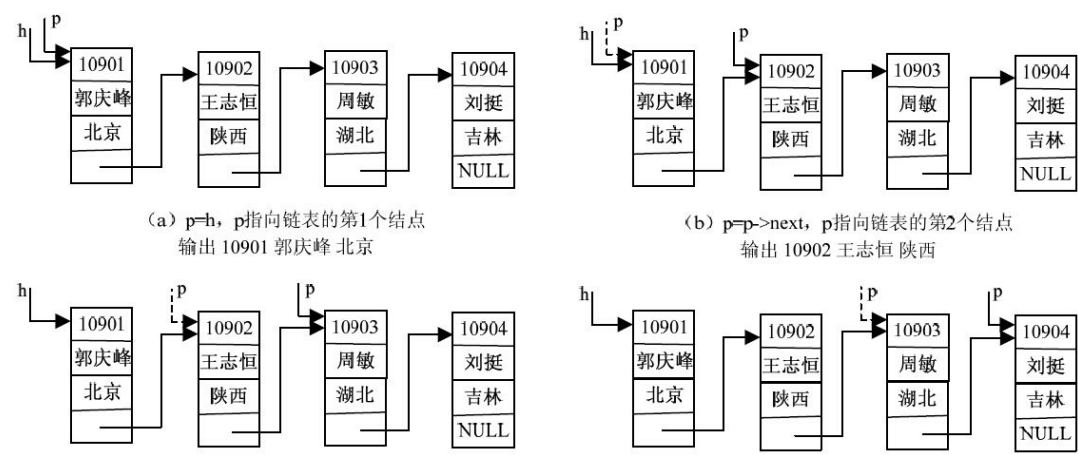 h p
10901 10902 10903 10904
郭庆峰 王志恒 周敏 刘挺
北京 陕西 湖北 吉林
NULL
(a) p=h，p指向链表的第1个结点
输出 10901 郭庆峰 北京
h p p
10901 10902 10903 10904
郭庆峰 王志恒 周敏 刘挺
北京 陕西 湖北 吉林
NULL
(b) p=p->next，p指向链表的第2个结点
输出 10902 王志恒 陕西
h p p
10901 10902 10903 10904
郭庆峰 王志恒 周敏 刘挺
北京 陕西 湖北 吉林
NULL
h p p
10901 10902 10903 10904
郭庆峰 王志恒 周敏 刘挺
北京 陕西 湖北 吉林
NULL